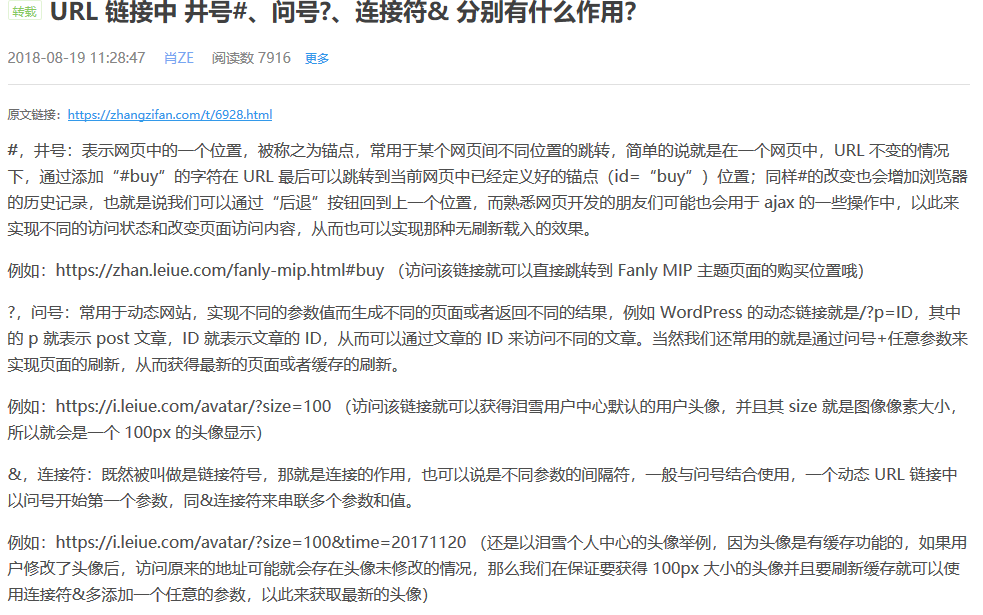 转载 URL 链接中 井号#、问号?、连接符& 分别有什么作用？
2018-08-19 11:28:47 肖ZE 阅读数 7916 更多
原文链接：https://zhangzifan.com/t/6928.html
#，井号：表示网页中的一个位置，被称之为锚点，常用于某个网页间不同位置的跳转，简单的说就是在一个网页中，URL 不变的情况
下，通过添加“#buy”的字符在 URL 最后可以跳转到当前网页中已经定义好的锚点（id=“buy”）位置；同样#的改变也会增加浏览器
的历史记录，也就是说我们可以通过“后退”按钮回到上一个位置，而熟悉网页开发的朋友们可能也会用于 ajax 的一些操作中，以此来
实现不同的访问状态和改变页面访问内容，从而也可以实现那种无刷新载入的效果。
例如：https://zhan.leiue.com/fanly-mip.html#buy （访问该链接就可以直接跳转到 Fanly MIP 主题页面的购买位置哦）
?，问号：常用于动态网站，实现不同的参数值而生成不同的页面或者返回不同的结果，例如 WordPress 的动态链接就是/?p=ID，其中
的 p 就表示 post 文章，ID 就表示文章的 ID，从而可以通过文章的 ID 来访问不同的文章。当然我们还常用的就是通过问号+任意参数来
实现页面的刷新，从而获得最新的页面或者缓存的刷新。
例如：https://i.leiue.com/avatar/?size=100 （访问该链接就可以获得泪雪用户中心默认的用户头像，并且其 size 就是图像像素大小，
所以就会是一个 100px 的头像显示）
&，连接符：既然被叫做是链接符号，那就是连接的作用，也可以说是不同参数的间隔符，一般与问号结合使用，一个动态 URL 链接中
以问号开始第一个参数，同&连接符来串联多个参数和值。
例如：https://i.leiue.com/avatar/?size=100&time=20171120 （还是以泪雪个人中心的头像举例，因为头像是有缓存功能的，如果用
户修改了头像后，访问原来的地址可能就会存在头像未修改的情况，那么我们在保证要获得 100px 大小的头像并且要刷新缓存就可以使
用连接符&多添加一个任意的参数，以此来获取最新的头像）